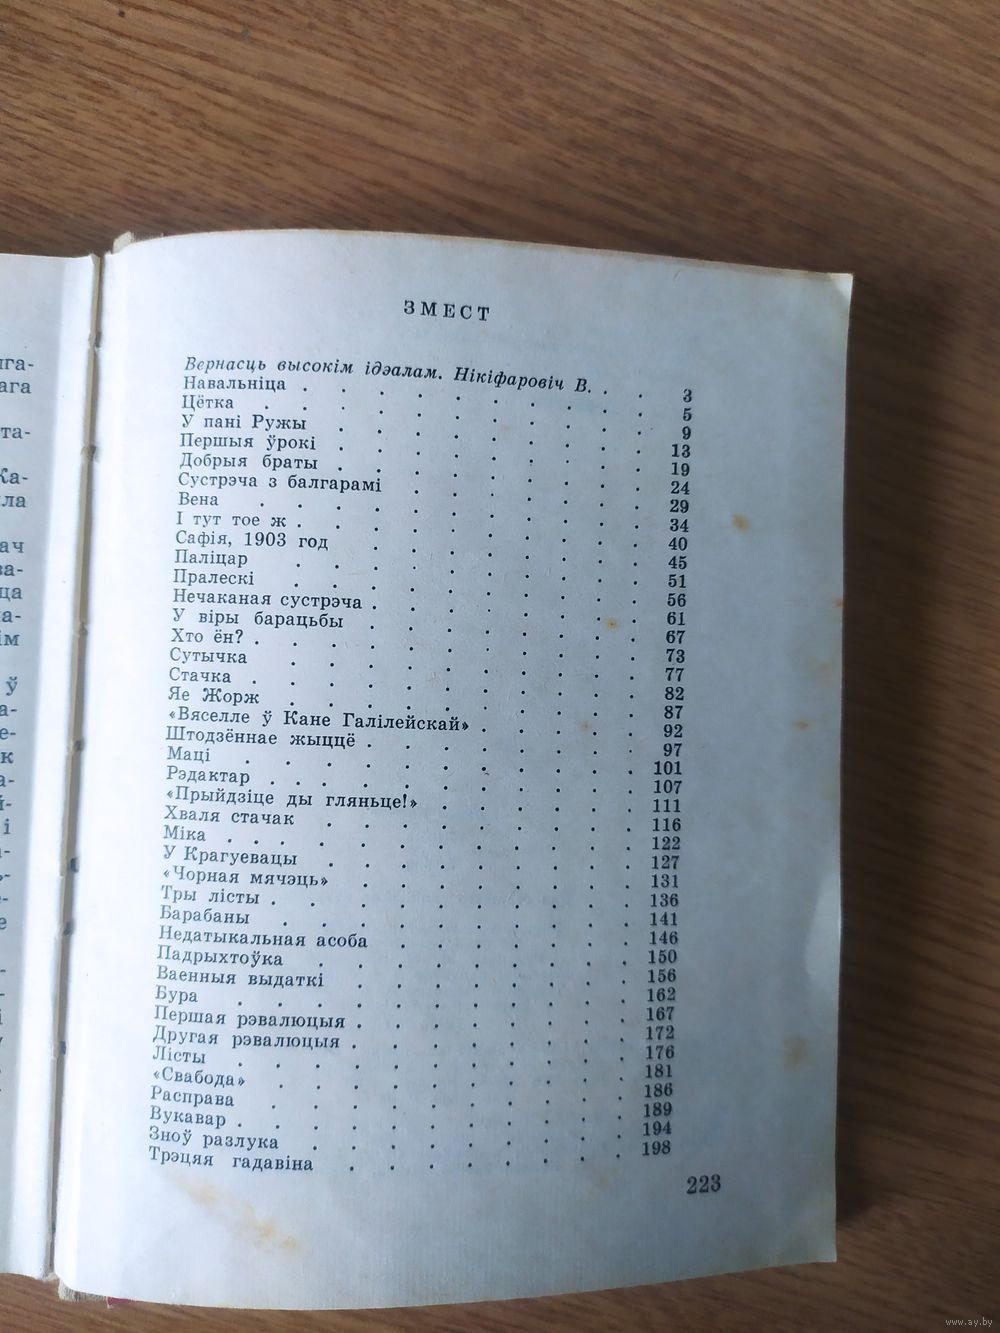 ЗМЕСТ
Вернасць высокім ідэалам. Нікіфаровіч В. . . 3
Навальніца . . . . . . . . . . 5
Цётка . . . . . . . . . . 9
У пані Ружы . . . . . . . . . 13
Першыя ўрокі . . . . . . . . . 19
Добрыя браты . . . . . . . . . 24
Сустрэча з балгарамі . . . . . . . 29
Вена . . . . . . . . . . . 34
І тут тое ж . . . . . . . . . . 40
Сафія, 1903 год . . . . . . . . 45
Паліцар . . . . . . . . . . 51
Пралескі . . . . . . . . . . 56
Нечаканая сустрэча . . . . . . . . 61
У віры барацьбы . . . . . . . . 67
Хто ён? . . . . . . . . . . . 73
Сутычка . . . . . . . . . . 77
Стачка . . . . . . . . . . . 82
Яе Жорж . . . . . . . . . . 87
«Вяселле ў Кане Галілейскай» . . . . . 92
Штодзённае жыццё . . . . . . . . 97
Маці . . . . . . . . . . . 101
Рэдактар . . . . . . . . . . 107
«Прыйдзіце ды гляньце!» . . . . . . 111
Хваля стачак . . . . . . . . . 116
Міка . . . . . . . . . . . 122
У Крагуевацы . . . . . . . . . 127
«Чорная мячэць» . . . . . . . . 131
Тры лісты . . . . . . . . . . 136
Барабаны . . . . . . . . . . 141
Недатыкальная асоба . . . . . . . 146
Падрыхтоўка . . . . . . . . . 150
Ваенныя выдаткі . . . . . . . . 156
Бура . . . . . . . . . . . 162
Першая рэвалюцыя . . . . . . . . 167
Другая рэвалюцыя . . . . . . . . 172
Лісты . . . . . . . . . . . 176
«Свабода» . . . . . . . . . . 181
Расправа . . . . . . . . . . 186
Вукавар . . . . . . . . . . . 189
Зноў разлука . . . . . . . . . 194
Трэцяя гадавіна . . . . . . . . 198
223
www.ay.by